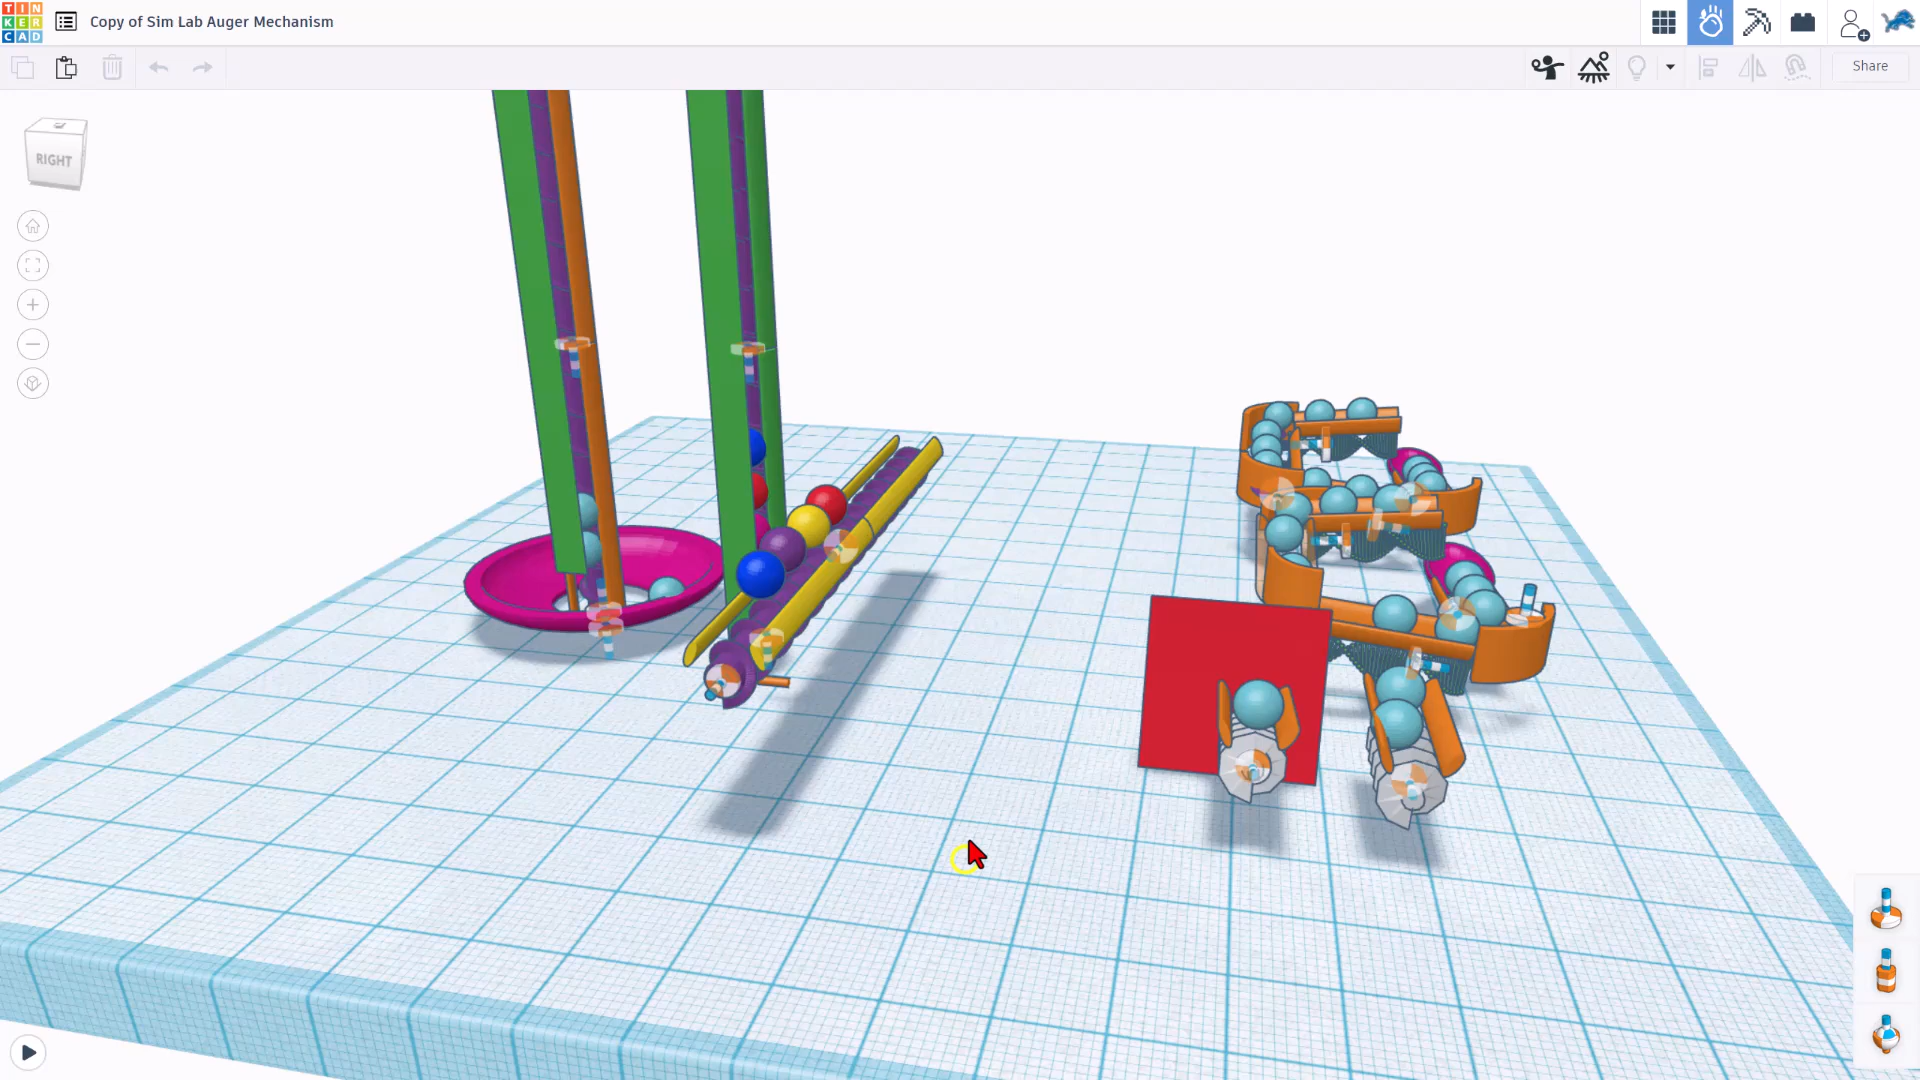 TIN
KER
CAD
Copy of Sim Lab Auger Mechanism
Share
RIGHT